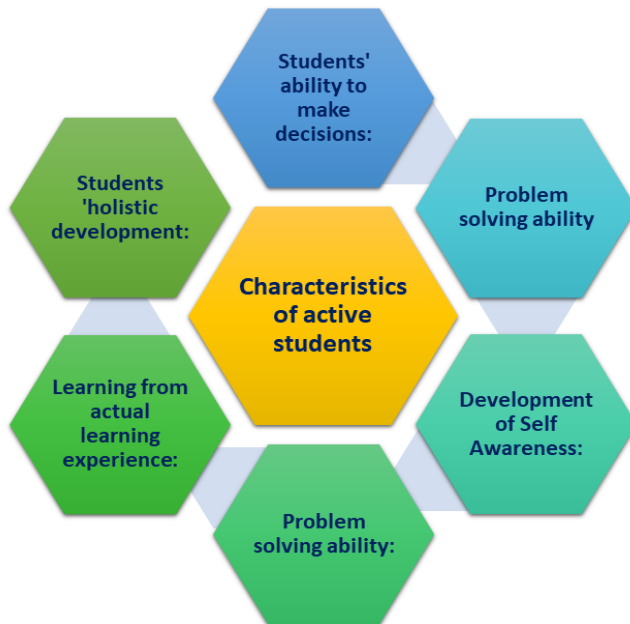 Students'
ability to
make
decisions:
Problem
solving ability
Development
of Self
Awareness:
Problem
solving ability:
Learning from
actual
learning
experience:
Students
'holistic
development:
Characteristics
of active
students